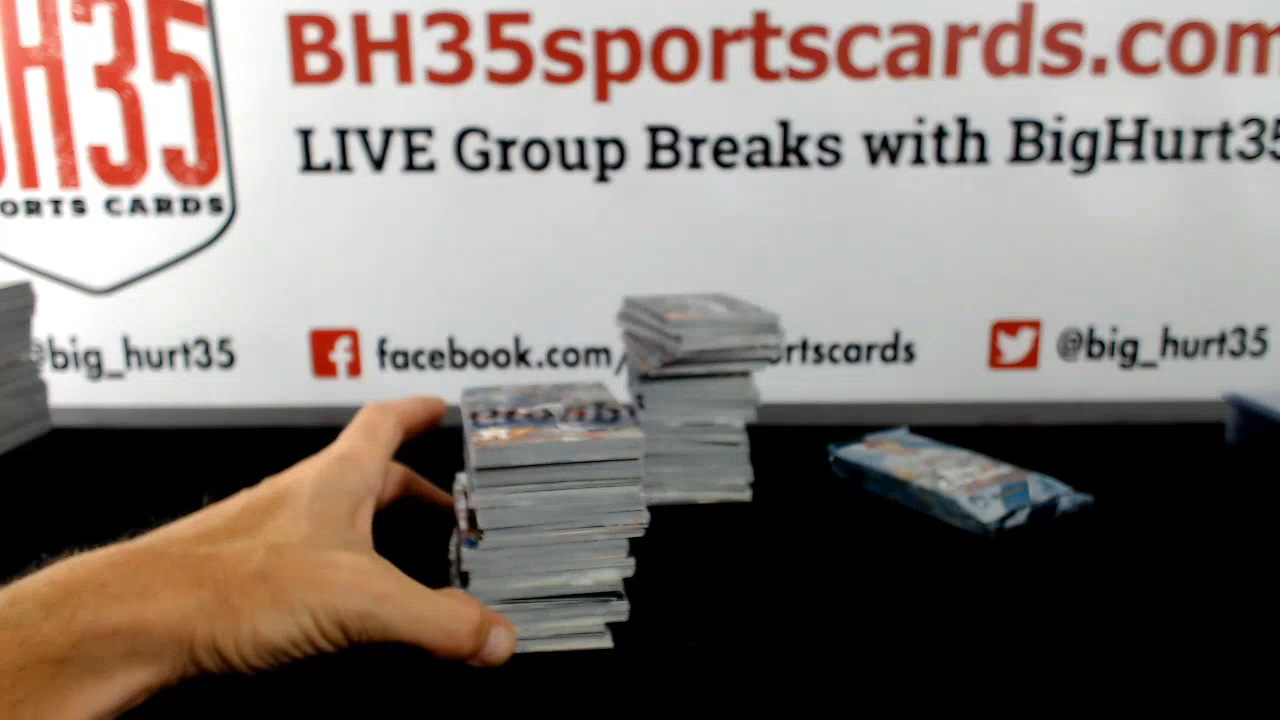 H35
ORTS CARDS
BH35sportscards.com
LIVE Group Breaks with BigHurt35
@big_hurt35
facebook.com/ rtscards
@big_hurt35